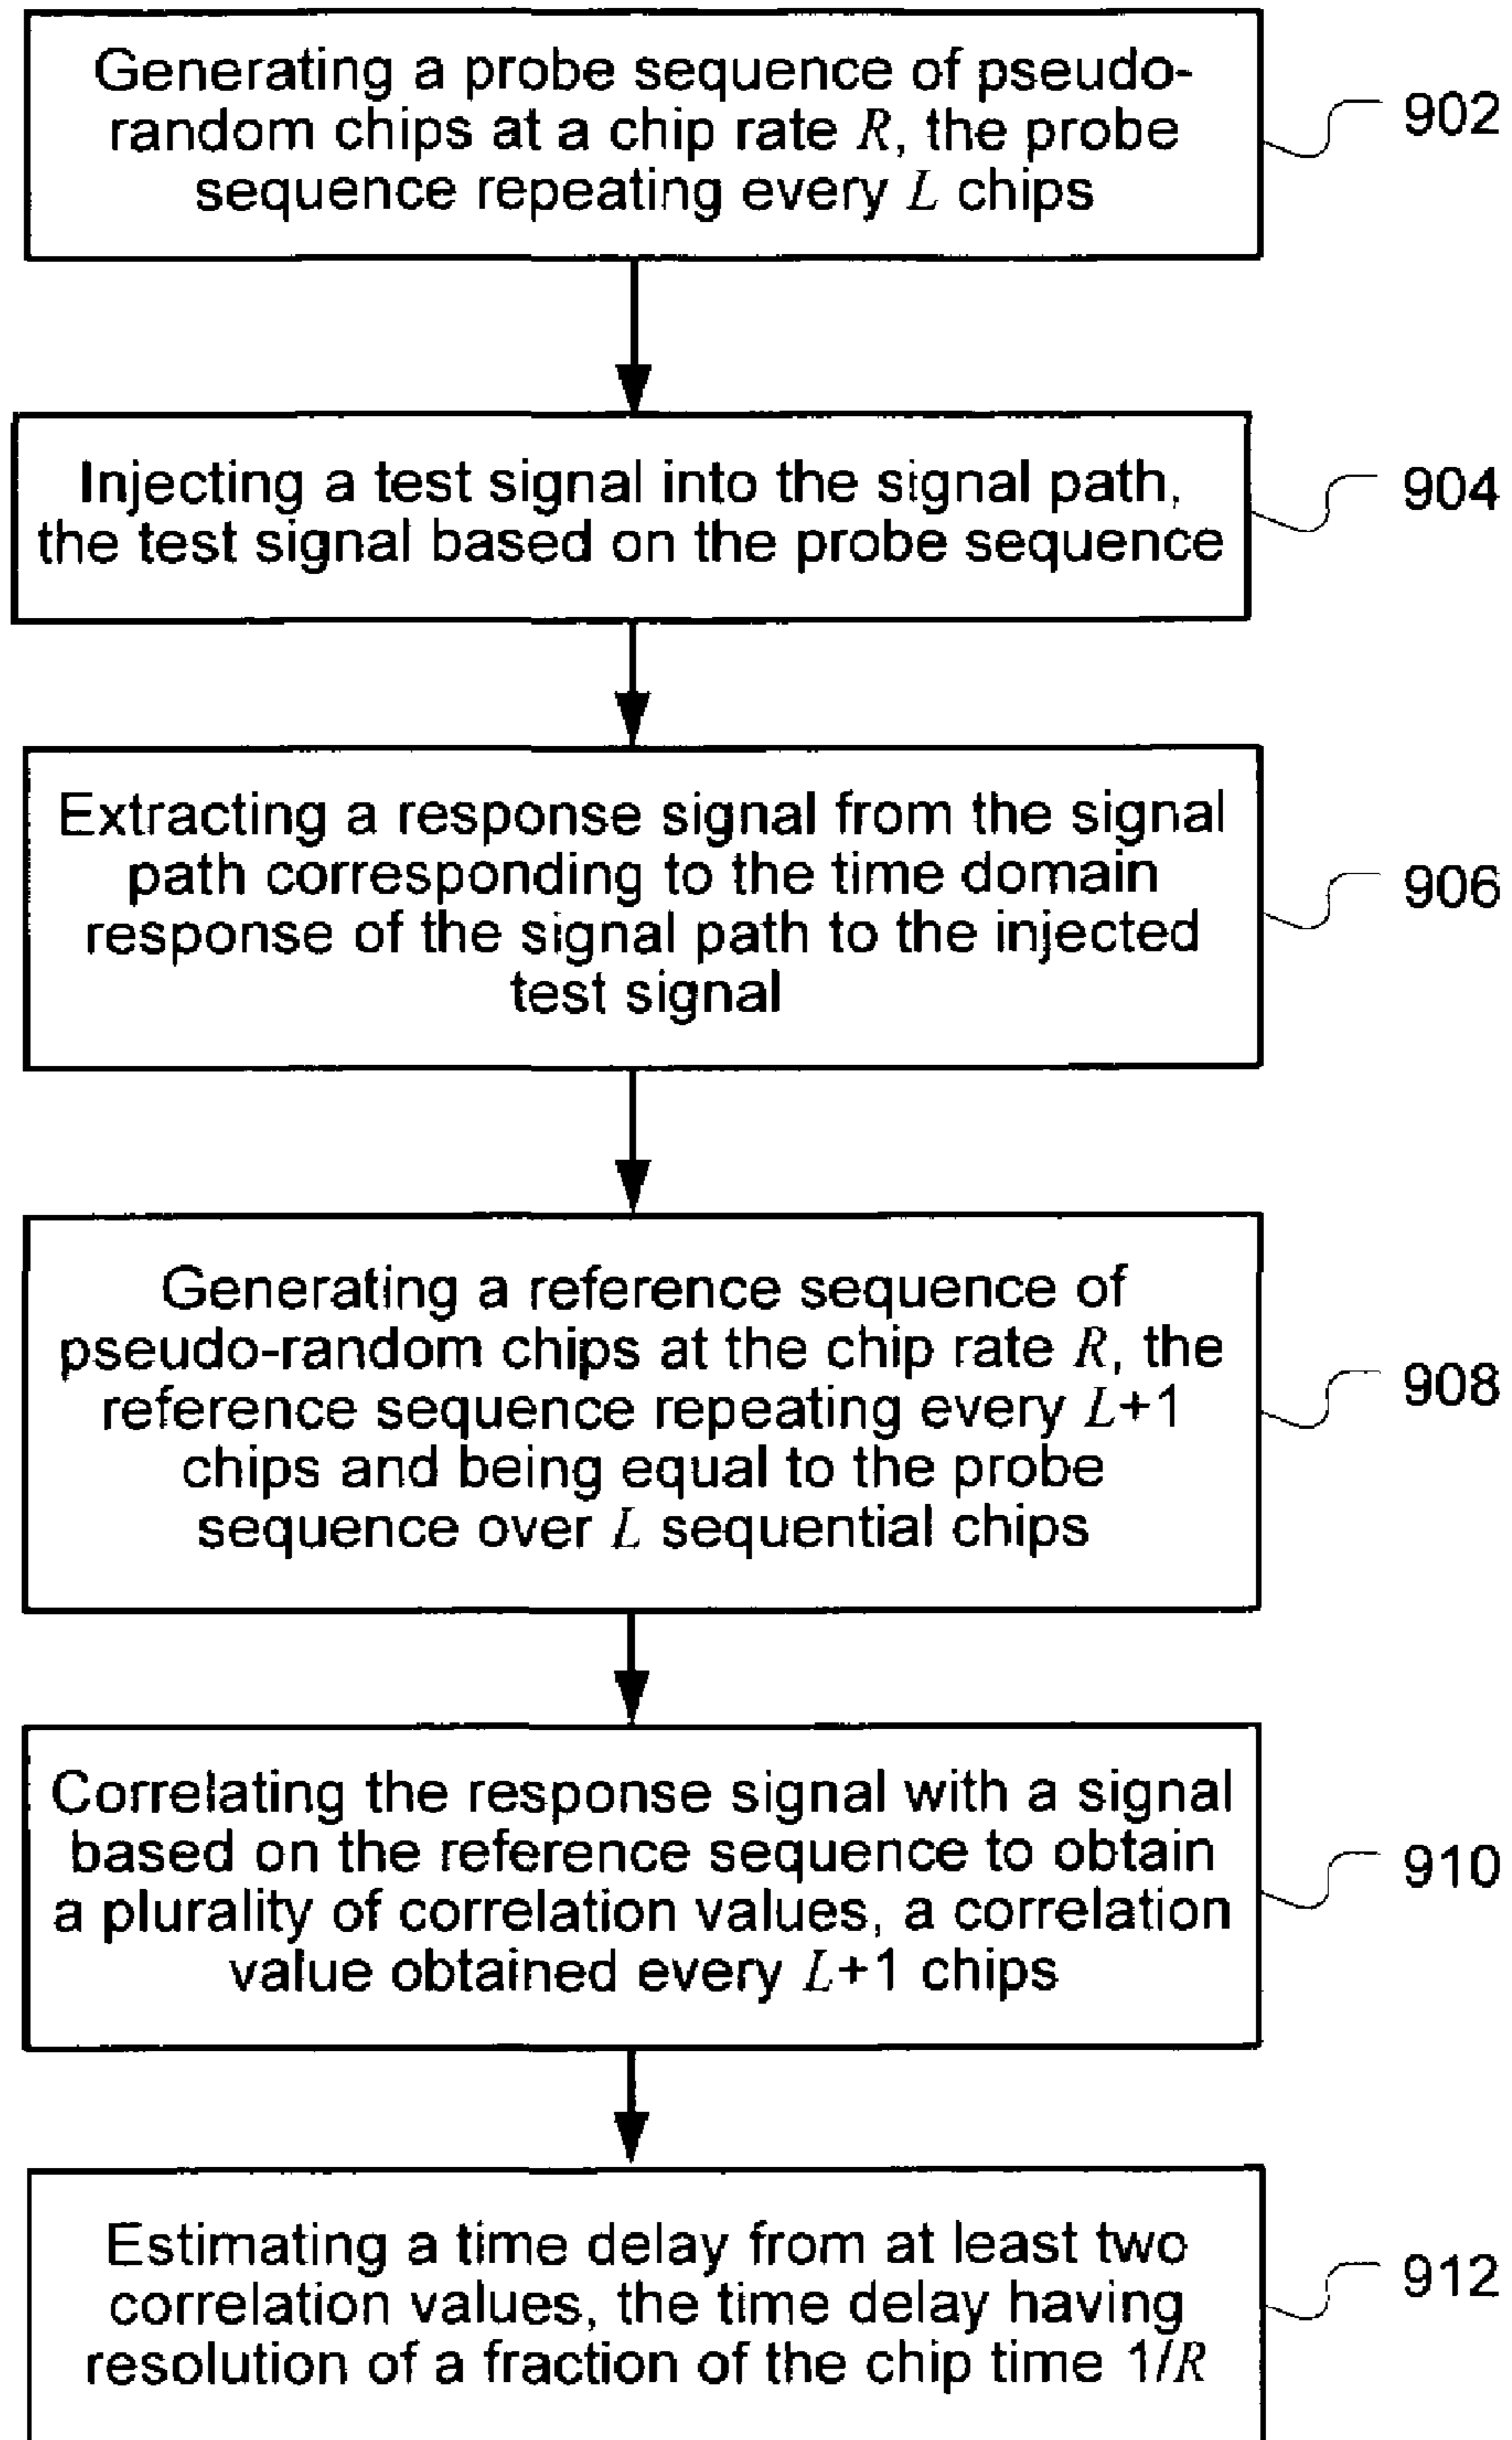 Generating a probe sequence of pseudo-
random chips at a chip rate R, the probe
sequence repeating every L chips
902
Injecting a test signal into the signal path,
the test signal based on the probe sequence
904
Extracting a response signal from the signal
path corresponding to the time domain
response of the signal path to the injected
test signal
906
Generating a reference sequence of
pseudo-random chips at the chip rate R, the
reference sequence repeating every L+1
chips and being equal to the probe
sequence over L sequential chips
908
Correlating the response signal with a signal
based on the reference sequence to obtain
a plurality of correlation values, a correlation
value obtained every L+1 chips
910
Estimating a time delay from at least two
correlation values, the time delay having
resolution of a fraction of the chip time 1/R
912